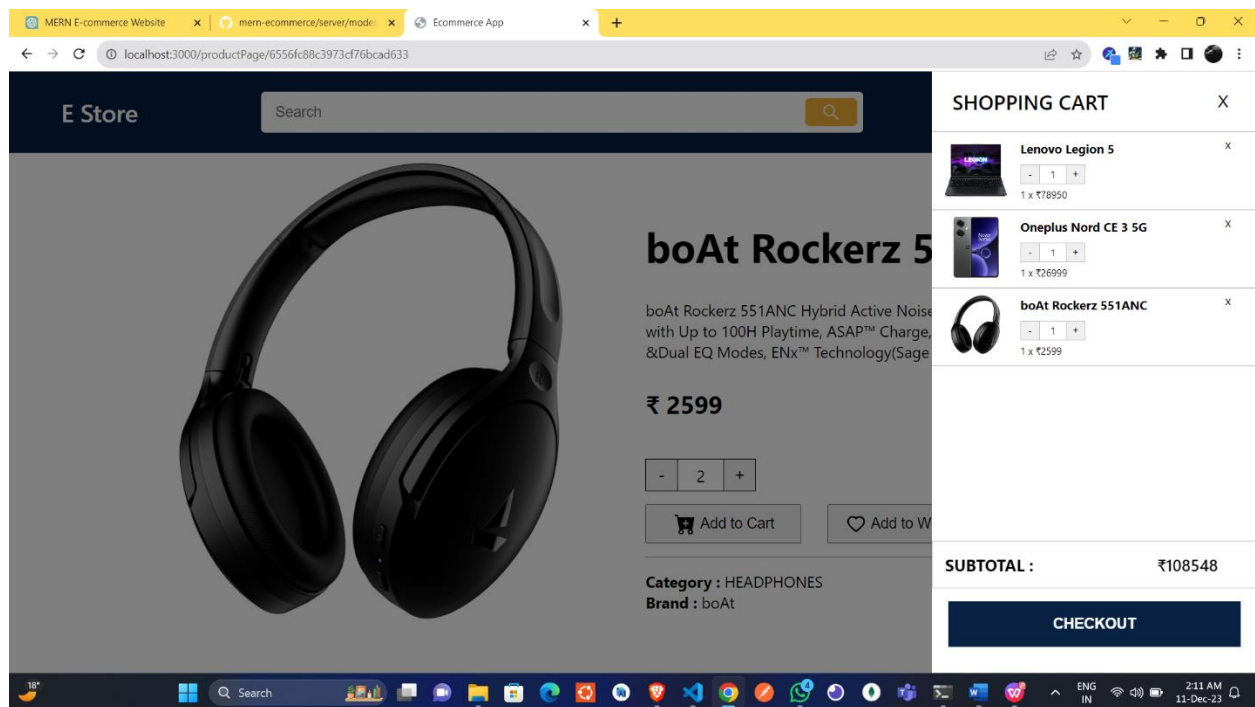 MERN E-commerce Website
mern-ecommerce/server/model
Ecommerce App
localhost:3000/productPage/6556fc88c3973cf76bcad633
E Store
Search
SHOPPING CART X
LEGION
Lenovo Legion 5 X
- 1 +
1 x ₹78950
Oneplus Nord CE 3 5G X
- 1 +
1 x ₹26999
boAt Rockerz 551ANC X
- 1 +
1 x ₹2599
SUBTOTAL : ₹108548
CHECKOUT
boAt Rockerz 5
boAt Rockerz 551ANC Hybrid Active Noise
with Up to 100H Playtime, ASAP™ Charge,
&Dual EQ Modes, ENx™ Technology(Sage
₹ 2599
- 2 +
Add to Cart
Add to W
Category : HEADPHONES
Brand : boAt
18°
Search
4
ENG
IN
2:11 AM
11-Dec-23